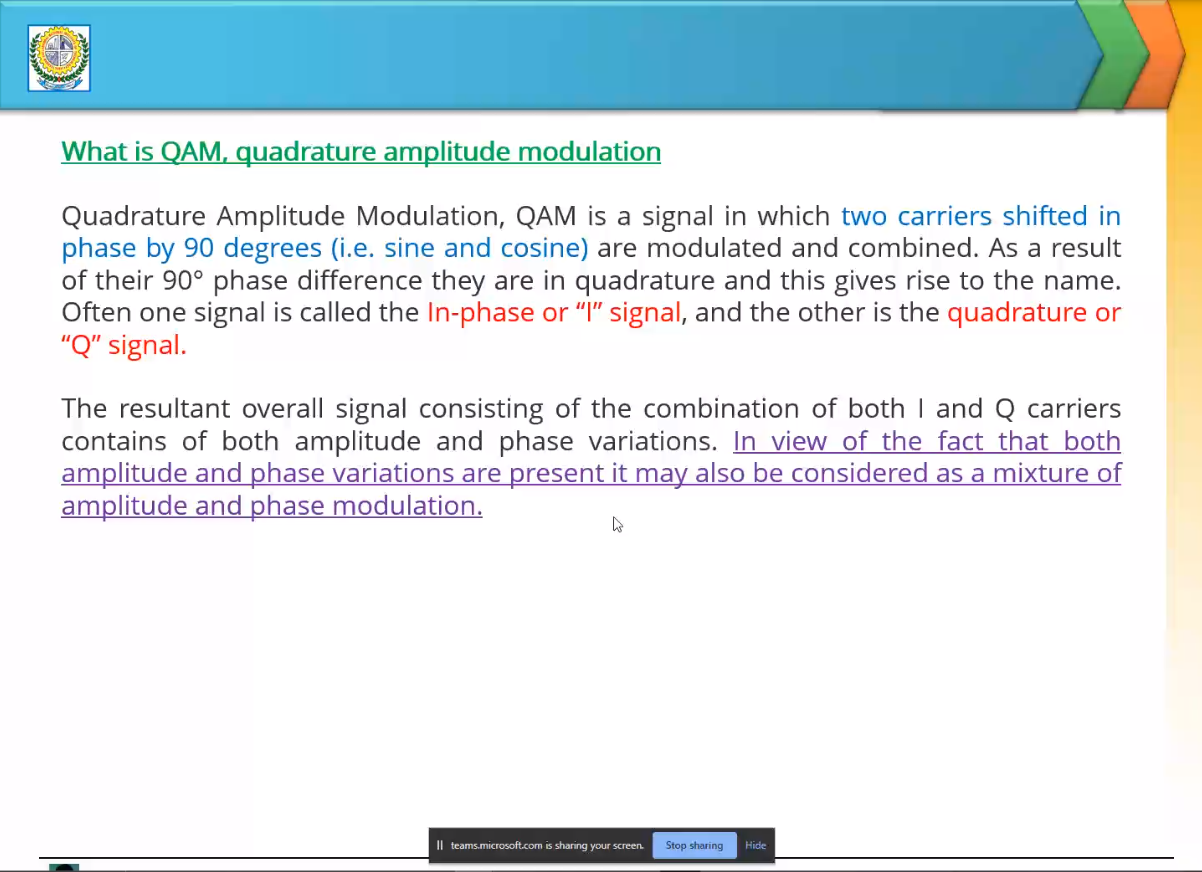 What is QAM, quadrature amplitude modulation
Quadrature Amplitude Modulation, QAM is a signal in which two carriers shifted in
phase by 90 degrees (i.e. sine and cosine) are modulated and combined. As a result
of their 90° phase difference they are in quadrature and this gives rise to the name.
Often one signal is called the In-phase or “I” signal, and the other is the quadrature or
“Q” signal.
The resultant overall signal consisting of the combination of both I and Q carriers
contains of both amplitude and phase variations. In view of the fact that both
amplitude and phase variations are present it may also be considered as a mixture of
amplitude and phase modulation.
teams.microsoft.com is sharing your screen. Stop sharing Hide